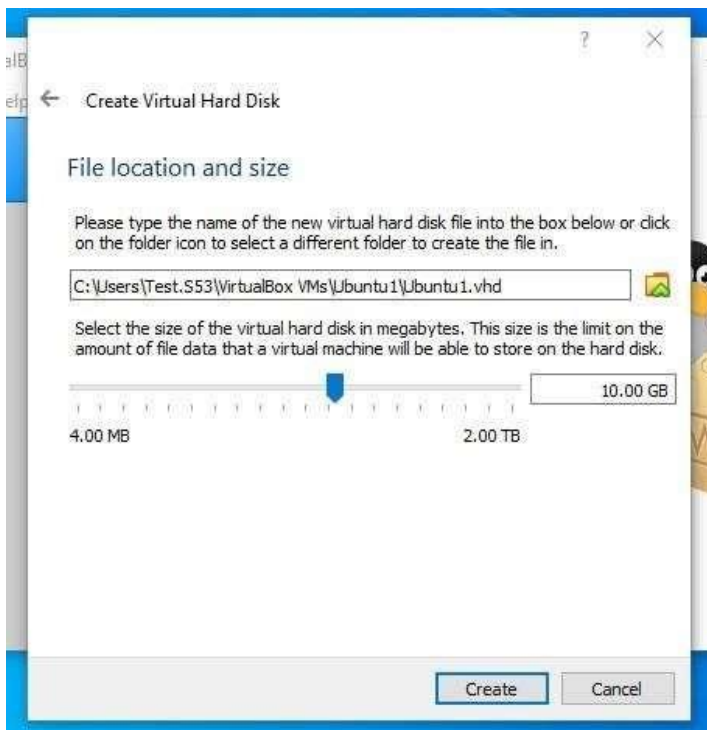 ?
Create Virtual Hard Disk
File location and size
Please type the name of the new virtual hard disk file into the box below or click
on the folder icon to select a different folder to create the file in.
C:\Users\Test.S53\VirtualBox VMs\Ubuntu1\Ubuntu1.vhd
Select the size of the virtual hard disk in megabytes. This size is the limit on the
amount of file data that a virtual machine will be able to store on the hard disk.
10.00 GB
4.00 MB 2.00 TB
Create Cancel